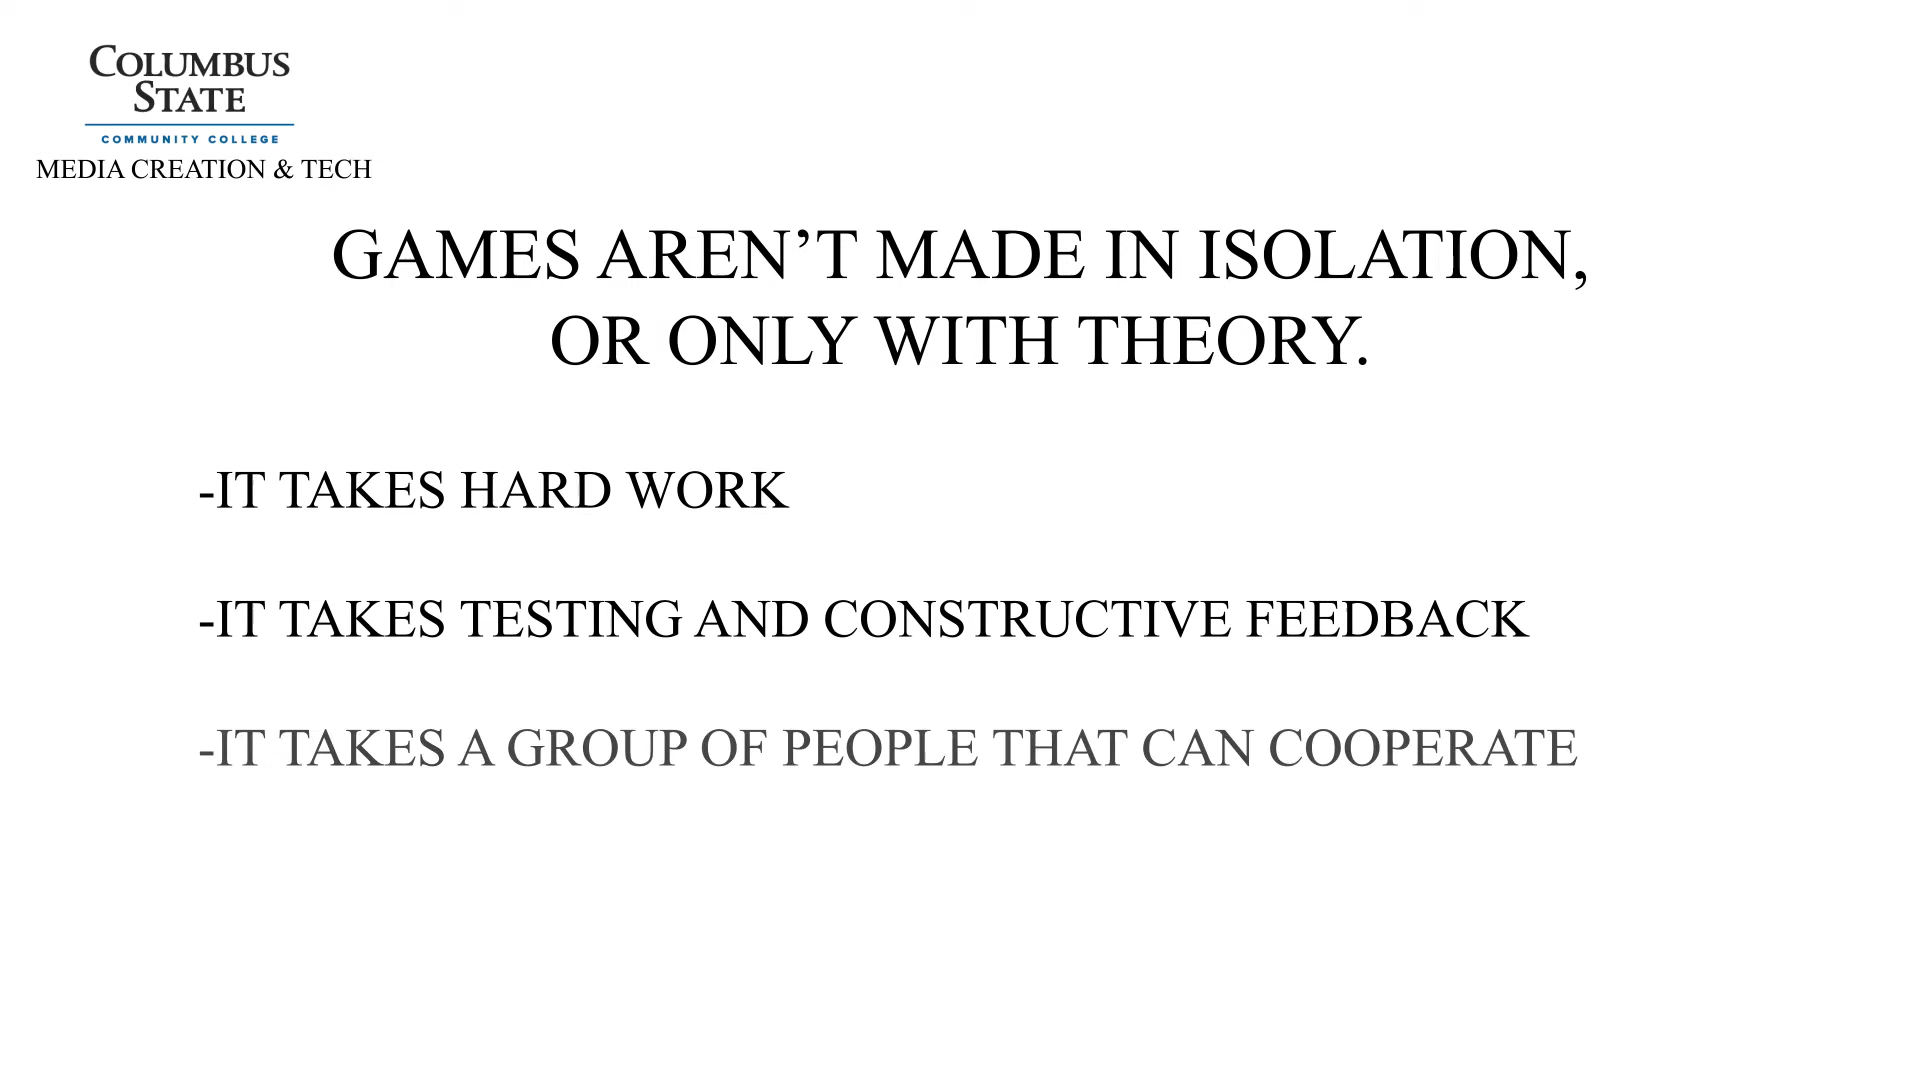 COLUMBUS
STATE
COMMUNITY COLLEGE
MEDIA CREATION & TECH
GAMES AREN’T MADE IN ISOLATION,
OR ONLY WITH THEORY.
-IT TAKES HARD WORK
-IT TAKES TESTING AND CONSTRUCTIVE FEEDBACK
-IT TAKES A GROUP OF PEOPLE THAT CAN COOPERATE